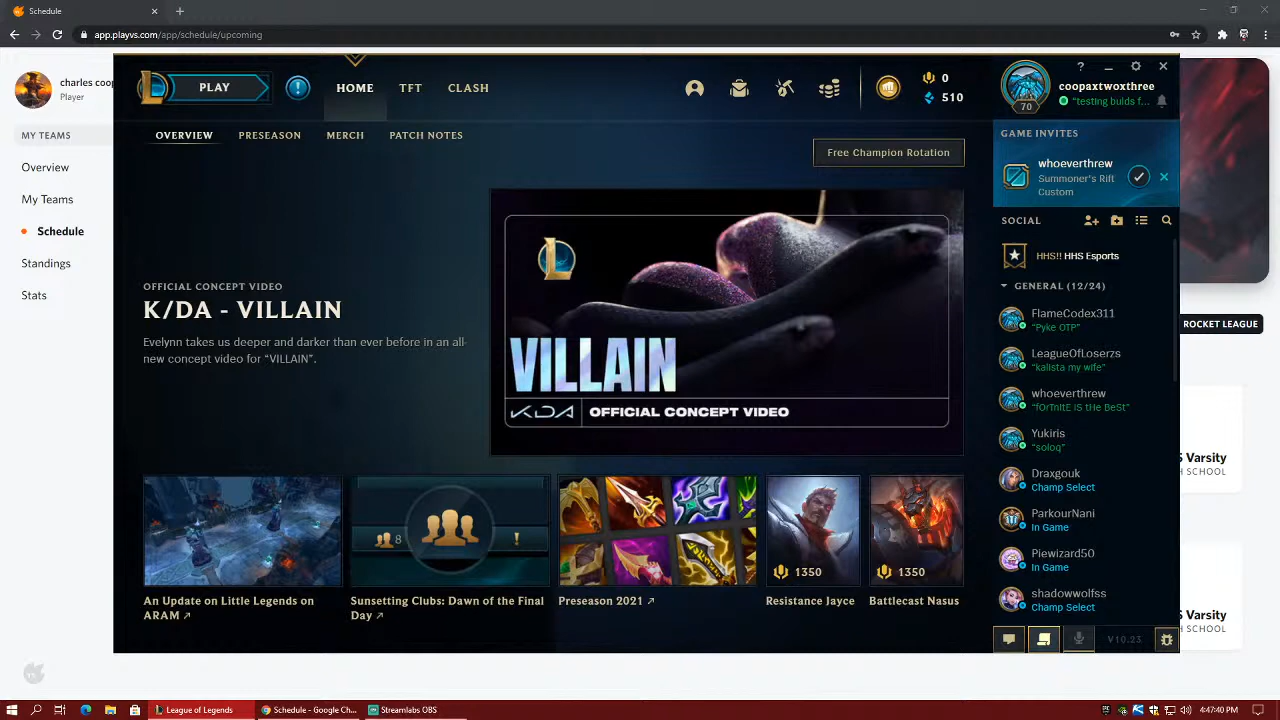 Schedule
app.playvs.com/app/schedule/upcoming
charles coop
Player
MY TEAMS
Overview
My Teams
Schedule
Standings
Stats
PLAY
HOME
TFT
CLASH
0
510
70
coopaxtwoxthree
"testing bulds f...
OVERVIEW
PRESEASON
MERCH
PATCH NOTES
Free Champion Rotation
GAME INVITES
whoeverthrew
Summoner's Rift
Custom
SOCIAL
HHS!! HHS Esports
GENERAL (12/24)
FlameCodex311
"Pyke OTP"
LeagueOfLoserzs
"kalista my wife"
whoeverthrew
"fOrTnItE iS tHe BeSt"
Yukiris
"soloq"
Draxgouk
Champ Select
ParkourNani
In Game
Piewizard50
In Game
shadowwolfss
Champ Select
V10.23
OFFICIAL CONCEPT VIDEO
K/DA - VILLAIN
Evelynn takes us deeper and darker than ever before in an all-
new concept video for "VILLAIN".
VILLAIN
K/DA
OFFICIAL CONCEPT VIDEO
8
1350
1350
An Update on Little Legends on
ARAM
Sunsetting Clubs: Dawn of the Final
Day
Preseason 2021
Resistance Jayce
Battlecast Nasus
ROCKET LEAGUE
S Varsity
H SCHOOL
S Varsity
H SCHOOL
League of Legends
Schedule - Google Ch...
Streamlabs OBS
4:47:40 PM